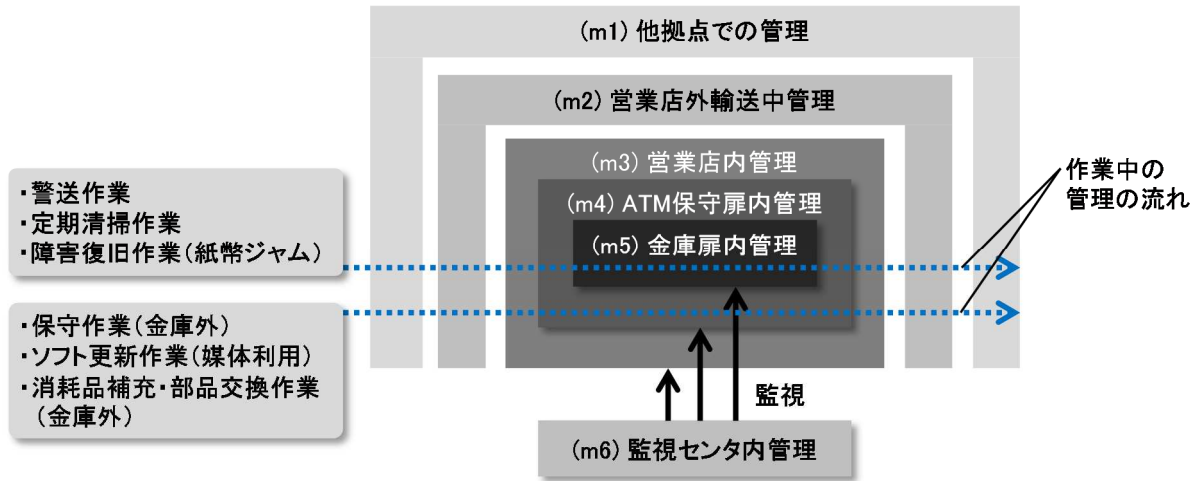 (m1) 他拠点での管理
(m2) 営業店外輸送中管理
(m3) 営業店内管理
(m4) ATM保守扉内管理
(m5) 金庫扉内管理
・警送作業
・定期清掃作業
・障害復旧作業(紙幣ジャム)
・保守作業(金庫外)
・ソフト更新作業(媒体利用)
・消耗品補充・部品交換作業
(金庫外)
作業中の
管理の流れ
監視
(m6) 監視センタ内管理